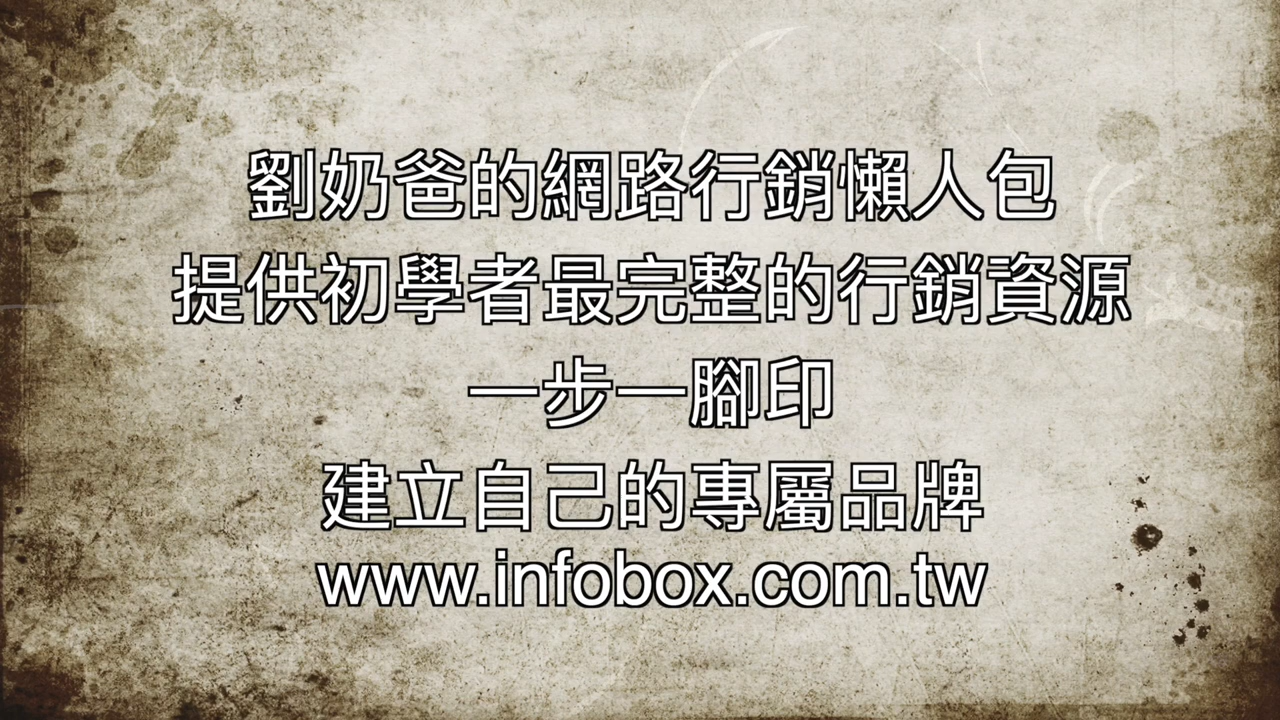 劉奶爸的網路行銷懶人包
提供初學者最完整的行銷資源
一步一腳印
建立自己的專屬品牌
www.infobox.com.tw